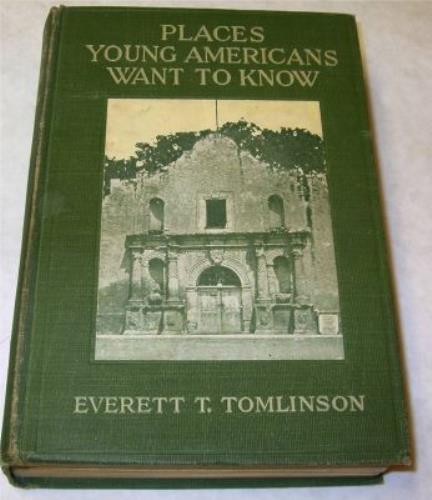 PLACES
YOUNG AMERICANS
WANT TO KNOW
EVERETT T. TOMLINSON